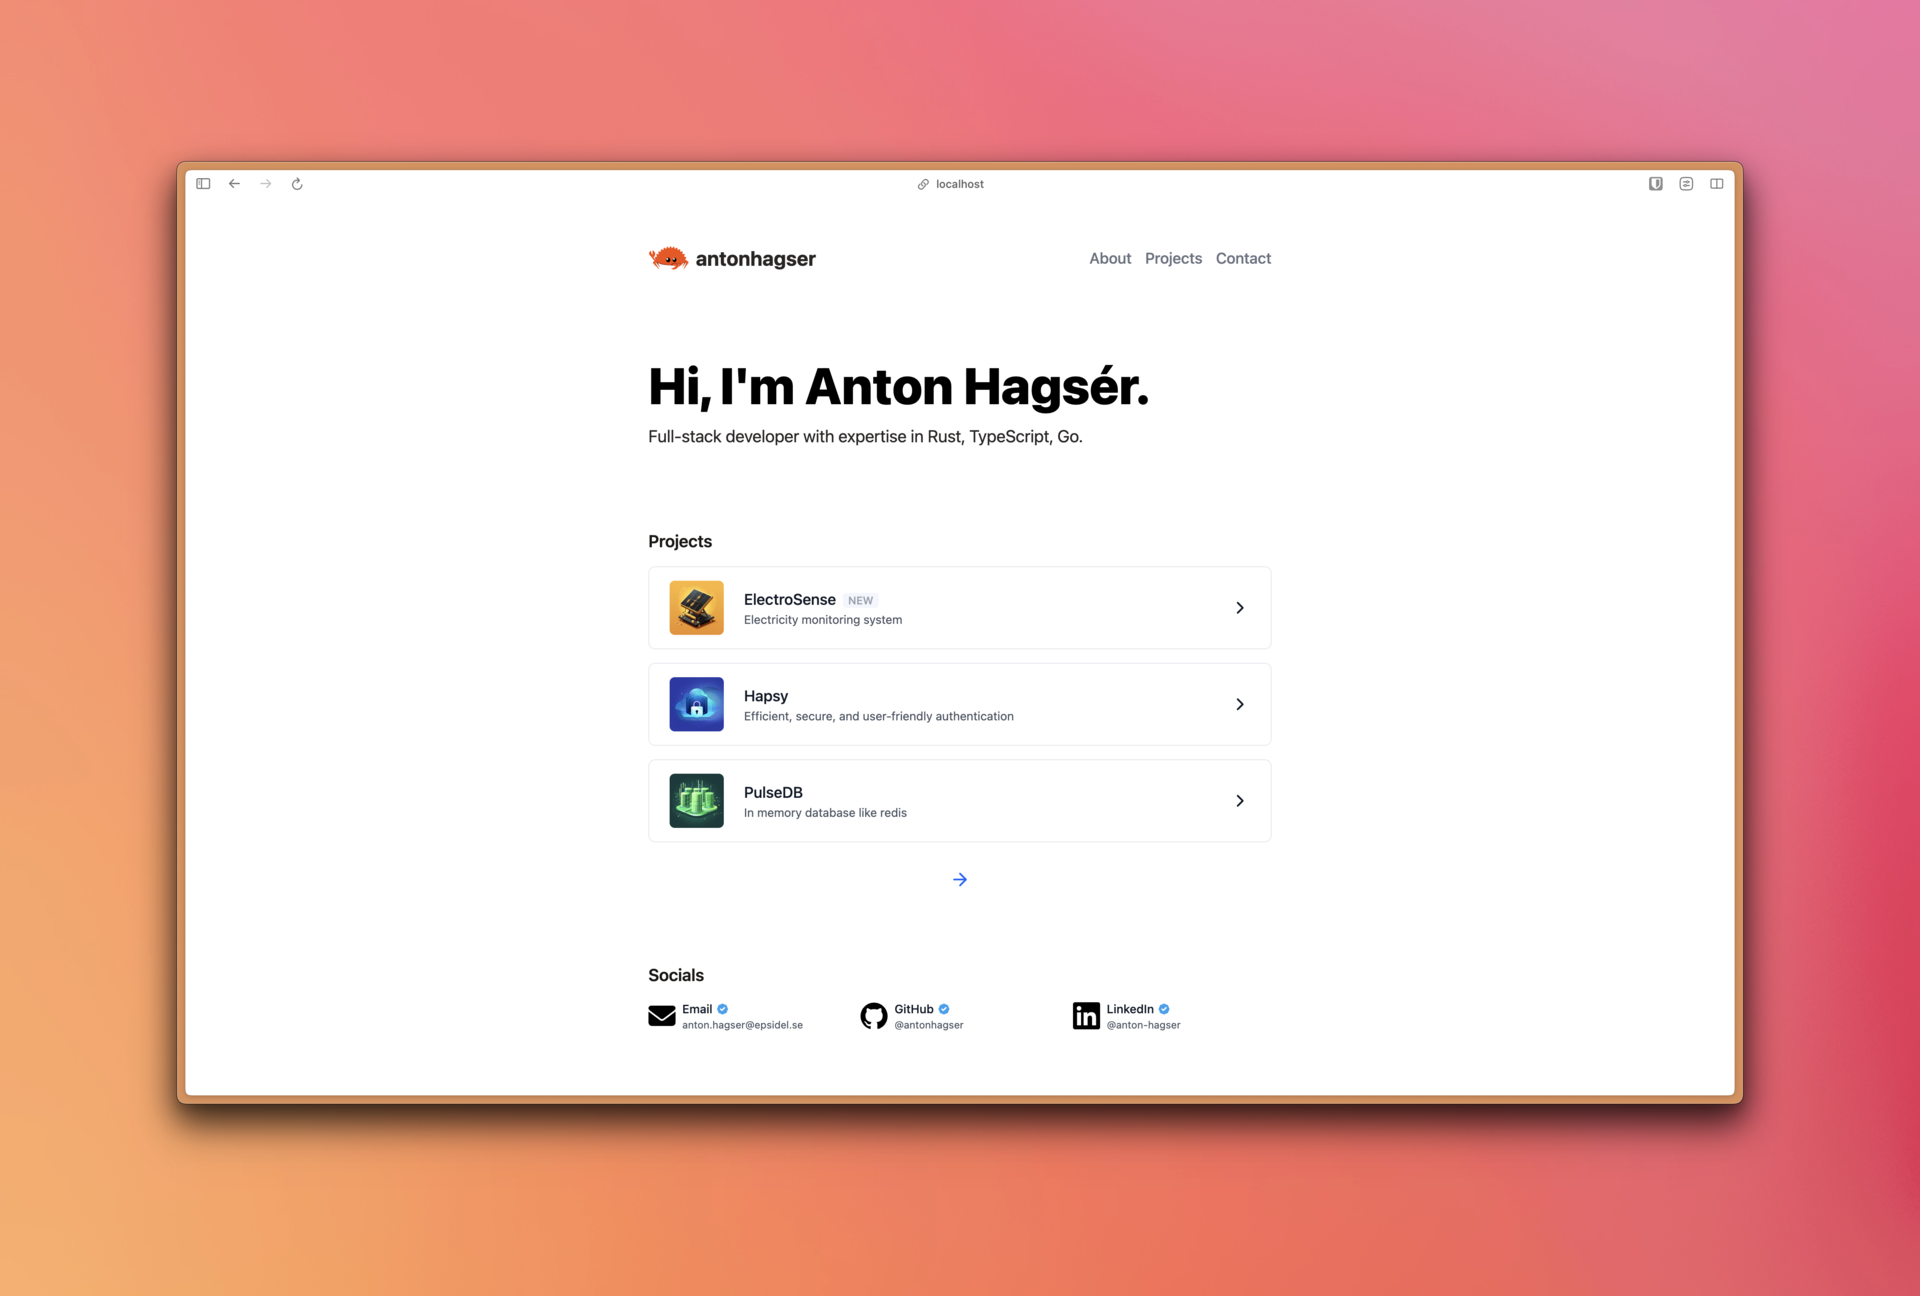 localhost
antonhagser
About Projects Contact
Hi, I'm Anton Hagsér.
Full-stack developer with expertise in Rust, TypeScript, Go.
Projects
ElectroSense NEW
Electricity monitoring system
Hapsy
Efficient, secure, and user-friendly authentication
PulseDB
In memory database like redis
Socials
Email
anton.hagser@epsidel.se
GitHub
@antonhagser
LinkedIn
@anton-hagser